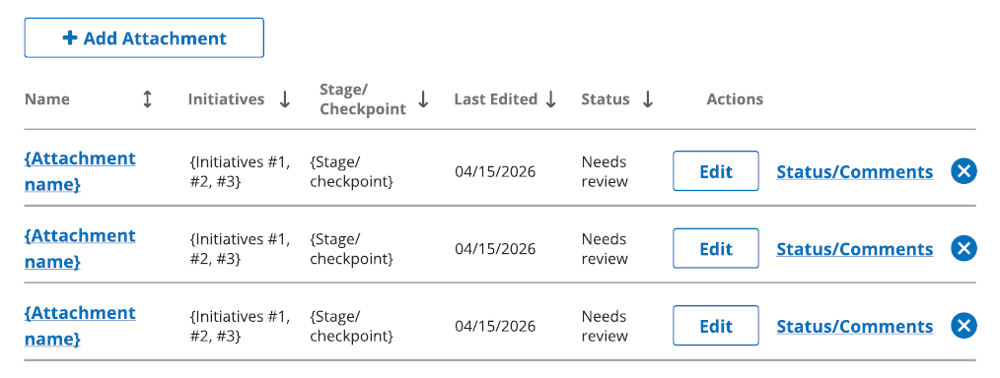 + Add Attachment
Name Initiatives Stage/ Checkpoint Last Edited Status Actions
{Attachment name} {Initiatives #1, #2, #3} {Stage/ checkpoint} 04/15/2026 Needs review Edit Status/Comments
{Attachment name} {Initiatives #1, #2, #3} {Stage/ checkpoint} 04/15/2026 Needs review Edit Status/Comments
{Attachment name} {Initiatives #1, #2, #3} {Stage/ checkpoint} 04/15/2026 Needs review Edit Status/Comments